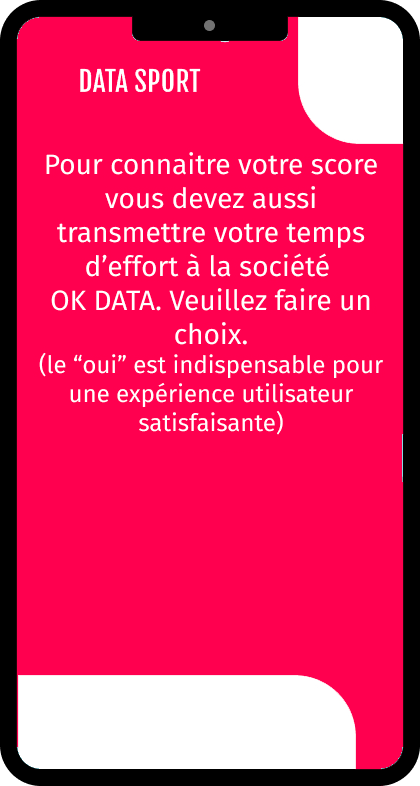 DATA SPORT
Pour connaitre votre score
vous devez aussi
transmettre votre temps
d’effort à la société
OK DATA. Veuillez faire un
choix.
(le “oui” est indispensable pour
une expérience utilisateur
satisfaisante)